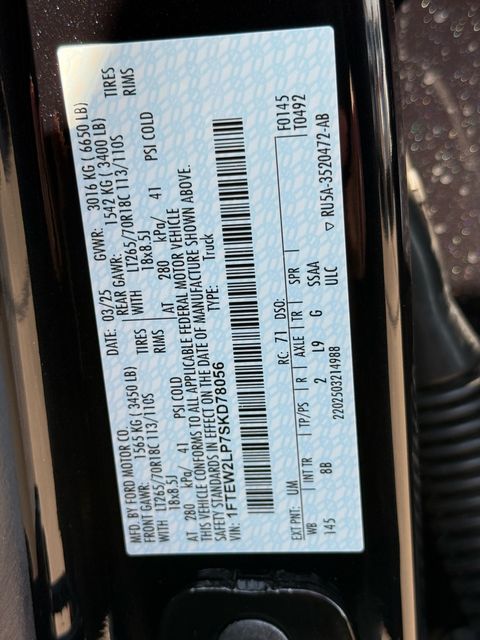 MFD. BY FORD MOTOR CO.
DATE: 03/25 GVWR: 3016 KG ( 6650 LB)
FRONT GAWR: 1565 KG ( 3450 LB) REAR GAWR: 1542 KG ( 3400 LB)
WITH LT265/70R18C 113/110S TIRES WITH LT265/70R18C 113/110S TIRES
18x8.5J RIMS 18x8.5J RIMS
AT 280 kPa/ 41 PSI COLD AT 280 kPa/ 41 PSI COLD
THIS VEHICLE CONFORMS TO ALL APPLICABLE FEDERAL MOTOR VEHICLE
SAFETY STANDARDS IN EFFECT ON THE DATE OF MANUFACTURE SHOWN ABOVE.
VIN: 1FTEW2LP7SKD78056 TYPE: Truck
F0145
T0492
EXT PNT: UM RC: 71 DSO:
WB INT TR TP/PS R AXLE TR SPR
145 8B 2 L9 G SSAA
ULC
2202503214988
▽ RU5A-3520472-AB